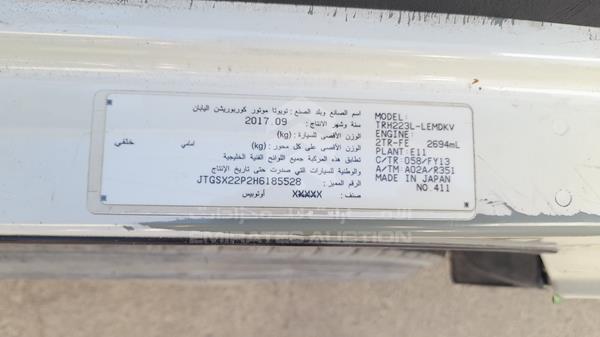 اسم الصانع وبلد الصنع: تويوتا موتور كوربوريشن اليابان
سنة وشهر الانتاج: 2017.09
الوزن الأقصى للسيارة: (kg)
الوزن الأقصى على كل محور: (kg) أمامي خلفي
تطابق هذه المركبة جميع اللوائح الفنية الخليجية
والوطنية للسيارات التي صدرت حتى تاريخ الإنتاج
الرقم المميز: JTGSX22P2H6185528
صنف: XXXXX أوتوبيس
MODEL:
TRH223L-LEMDKV
ENGINE:
2TR-FE 2694mL
PLANT: E11
C/TR: 058/FY13
A/TM: A02A/R351
MADE IN JAPAN
NO.411
EMIRATES AUCTION